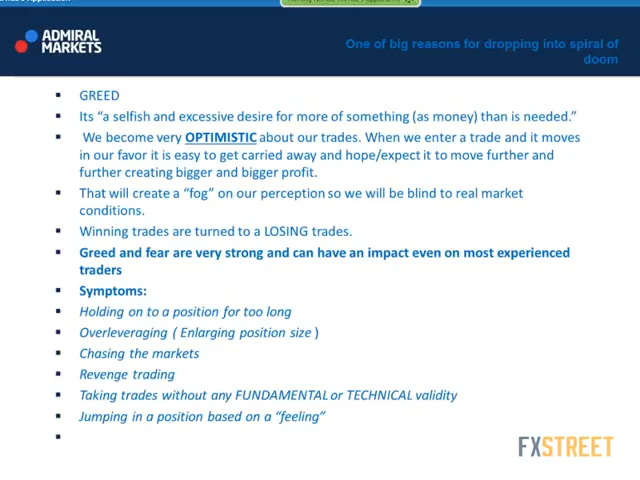 ADMIRAL
MARKETS
One of big reasons for dropping into spiral of
doom
▪ GREED
▪ Its “a selfish and excessive desire for more of something (as money) than is needed.”
▪ We become very OPTIMISTIC about our trades. When we enter a trade and it moves
in our favor it is easy to get carried away and hope/expect it to move further and
further creating bigger and bigger profit.
▪ That will create a “fog” on our perception so we will be blind to real market
conditions.
▪ Winning trades are turned to a LOSING trades.
▪ Greed and fear are very strong and can have an impact even on most experienced
traders
▪ Symptoms:
▪ Holding on to a position for too long
▪ Overleveraging ( Enlarging position size )
▪ Chasing the markets
▪ Revenge trading
▪ Taking trades without any FUNDAMENTAL or TECHNICAL validity
▪ Jumping in a position based on a “feeling”
▪
FXSTREET